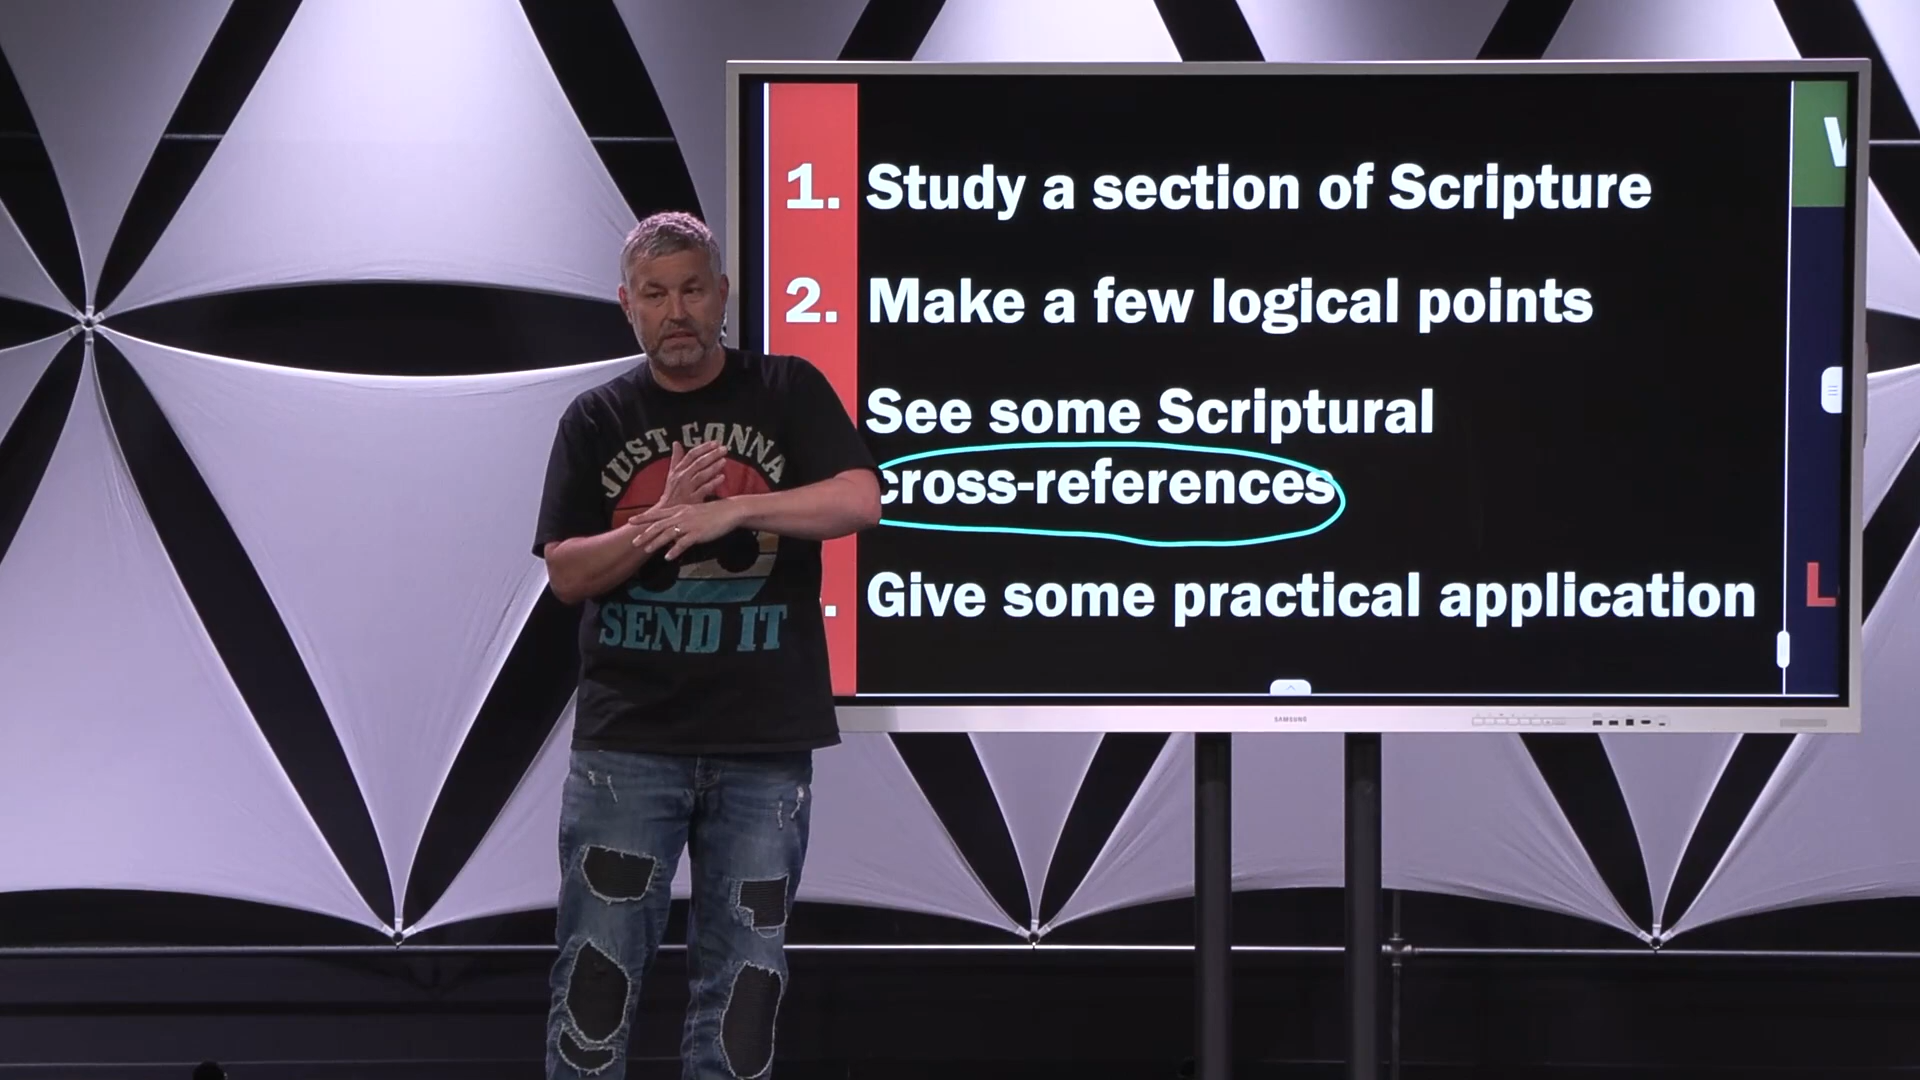 1. Study a section of Scripture
2. Make a few logical points
See some Scriptural
cross-references
. Give some practical application
JUST GONNA
SEND IT
SAMSUNG
L